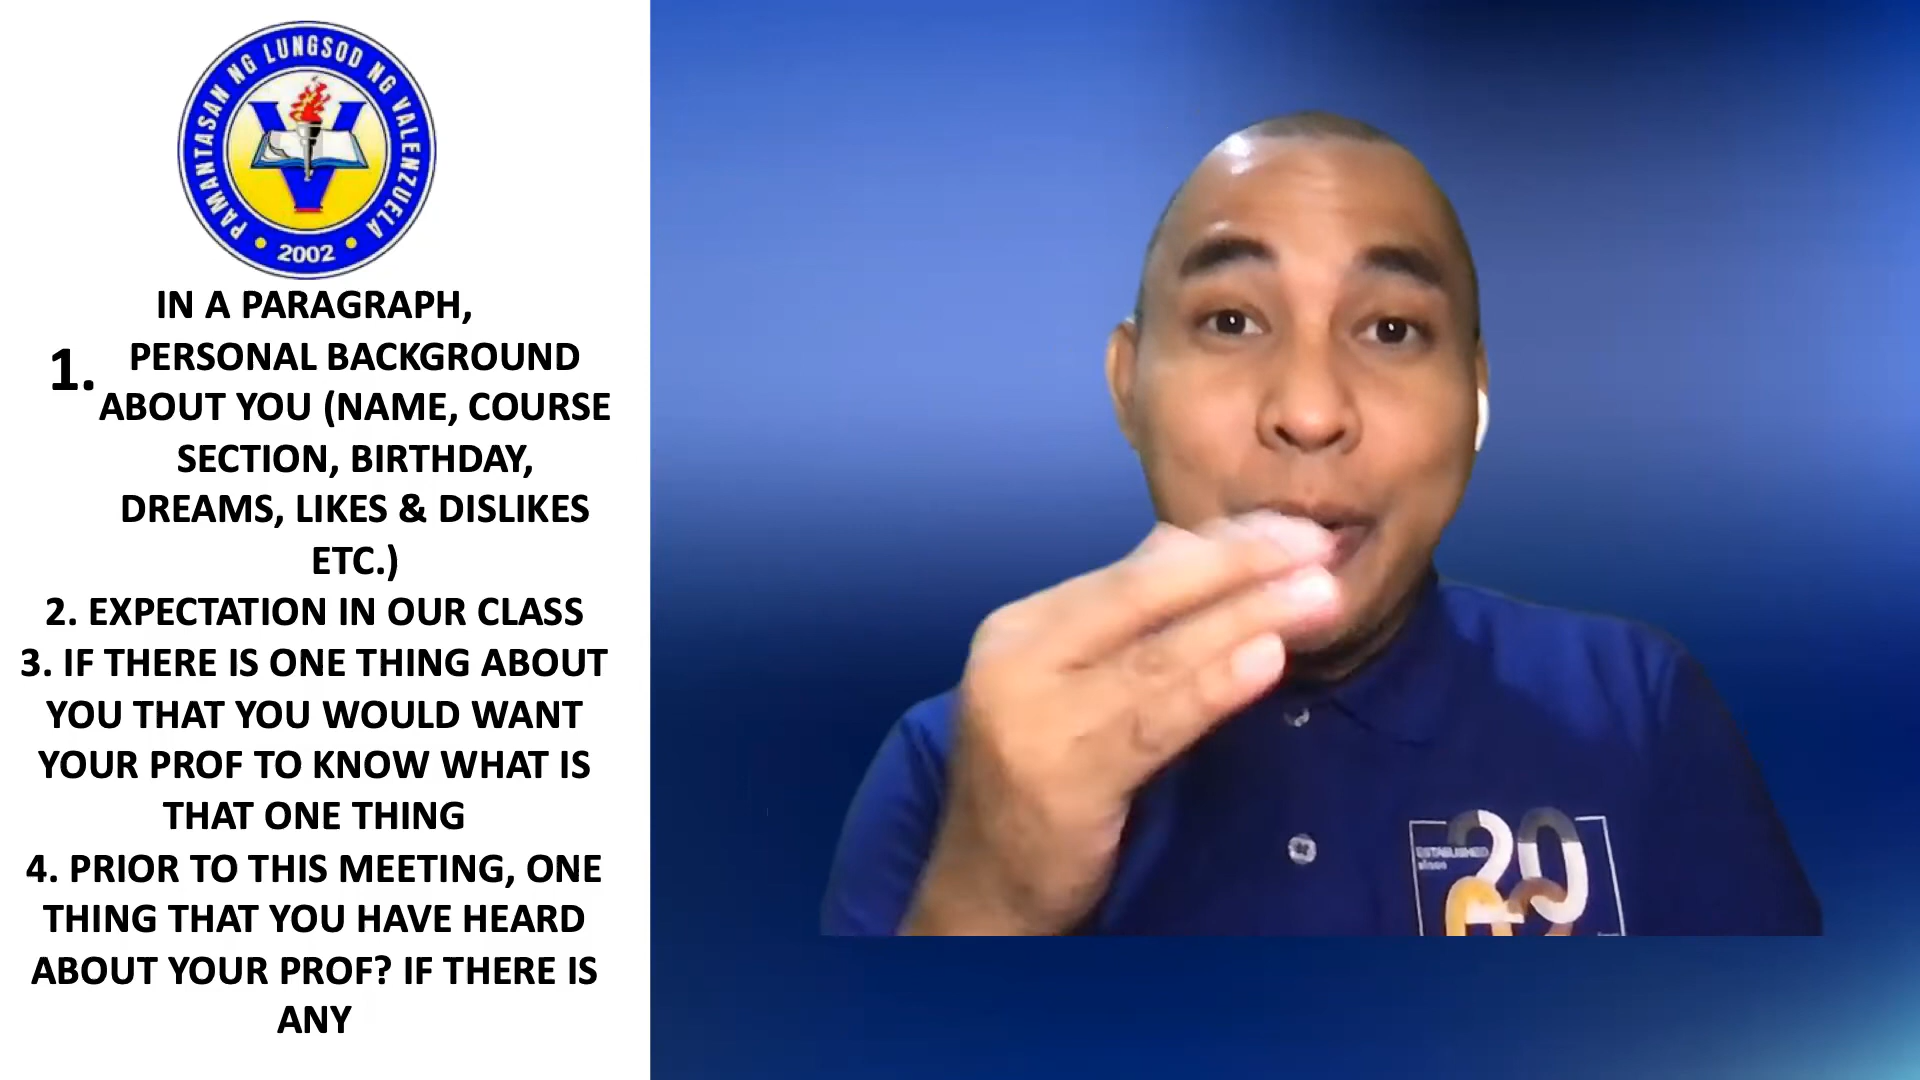 PAMANTASAN NG LUNGSOD NG VALENZUELA
2002
IN A PARAGRAPH,
1. PERSONAL BACKGROUND
ABOUT YOU (NAME, COURSE
SECTION, BIRTHDAY,
DREAMS, LIKES & DISLIKES
ETC.)
2. EXPECTATION IN OUR CLASS
3. IF THERE IS ONE THING ABOUT
YOU THAT YOU WOULD WANT
YOUR PROF TO KNOW WHAT IS
THAT ONE THING
4. PRIOR TO THIS MEETING, ONE
THING THAT YOU HAVE HEARD
ABOUT YOUR PROF? IF THERE IS
ANY
ESTABLISHED
since
20